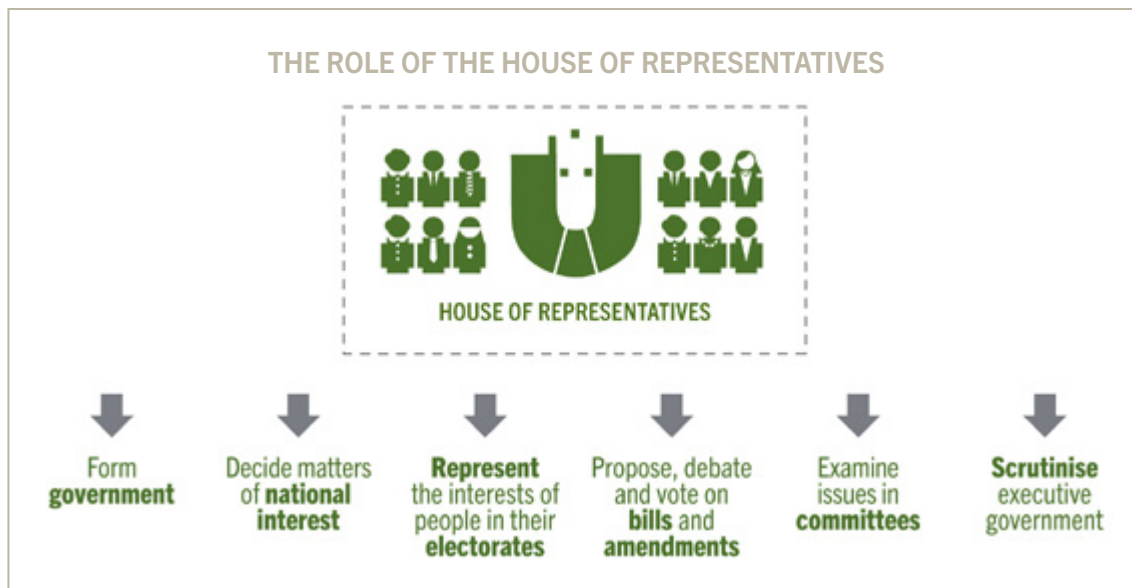 THE ROLE OF THE HOUSE OF REPRESENTATIVES
HOUSE OF REPRESENTATIVES
Form
government
Decide matters
of national
interest
Represent
the interests of
people in their
electorates
Propose, debate
and vote on
bills and
amendments
Examine
issues in
committees
Scrutinise
executive
government